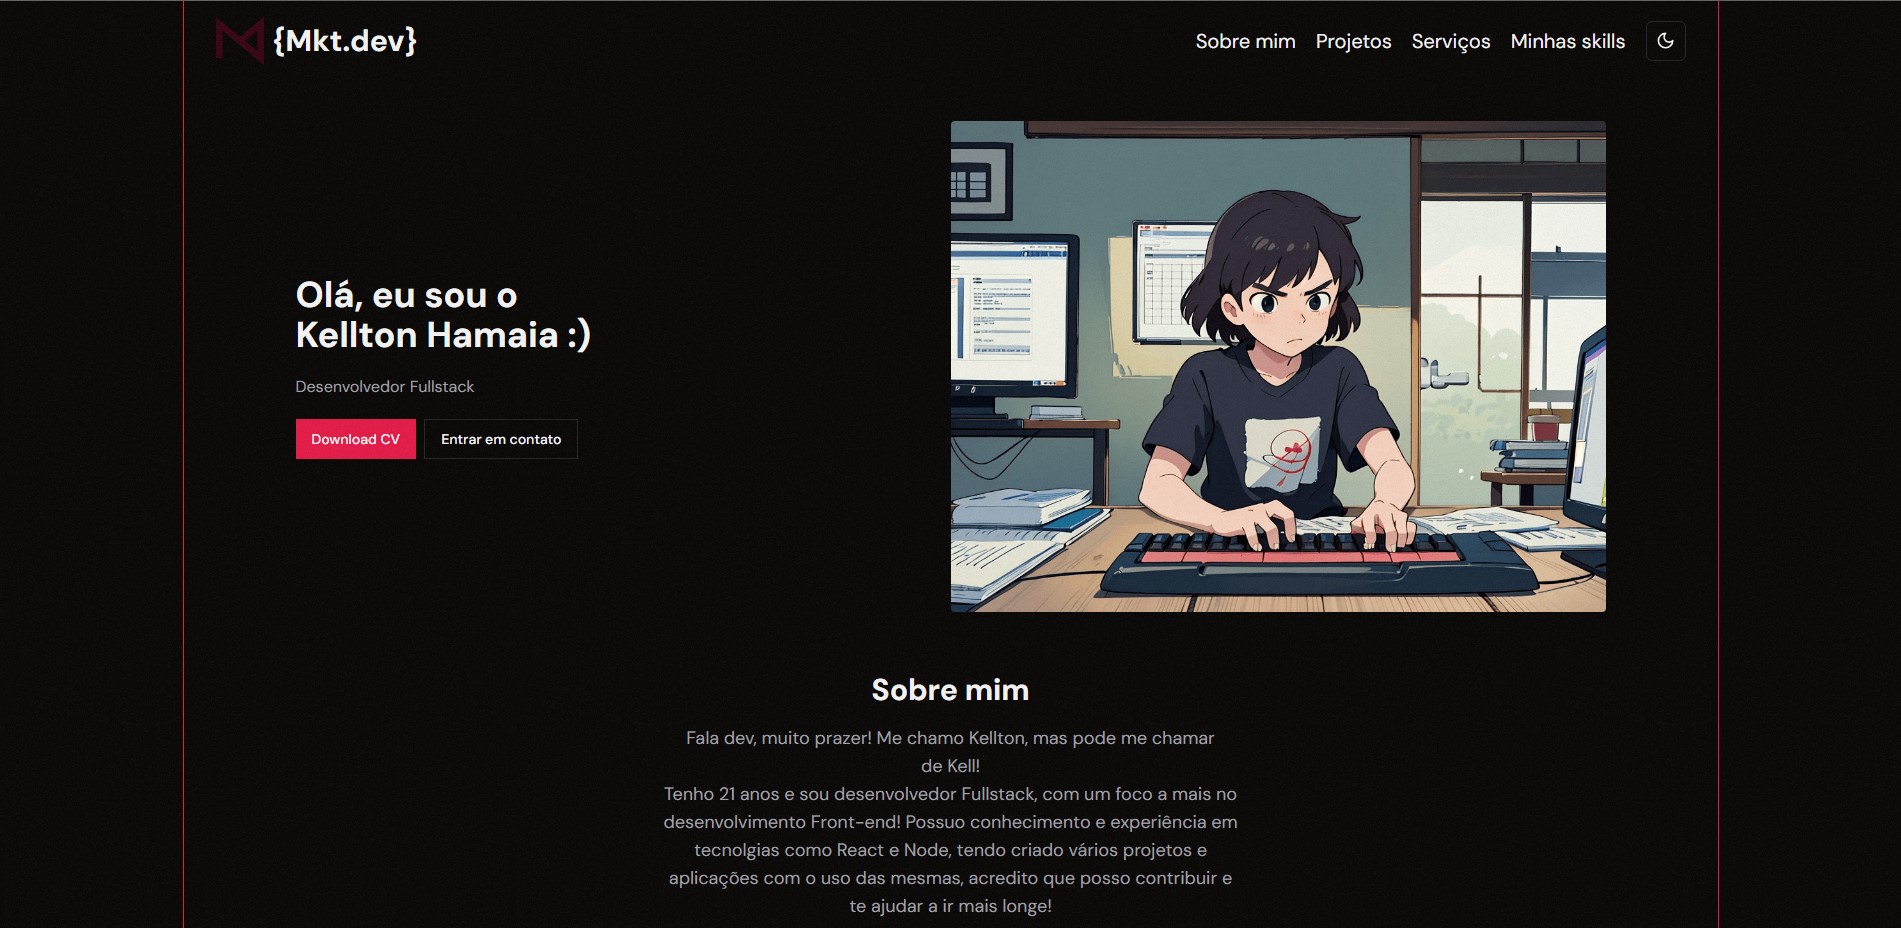 {Mkt.dev}
Sobre mim Projetos Serviços Minhas skills
Olá, eu sou o
Kellton Hamaia :)
Desenvolvedor Fullstack
Download CV Entrar em contato
Sobre mim
Fala dev, muito prazer! Me chamo Kellton, mas pode me chamar
de Kell!
Tenho 21 anos e sou desenvolvedor Fullstack, com um foco a mais no
desenvolvimento Front-end! Possuo conhecimento e experiência em
tecnolgias como React e Node, tendo criado vários projetos e
aplicações com o uso das mesmas, acredito que posso contribuir e
te ajudar a ir mais longe!